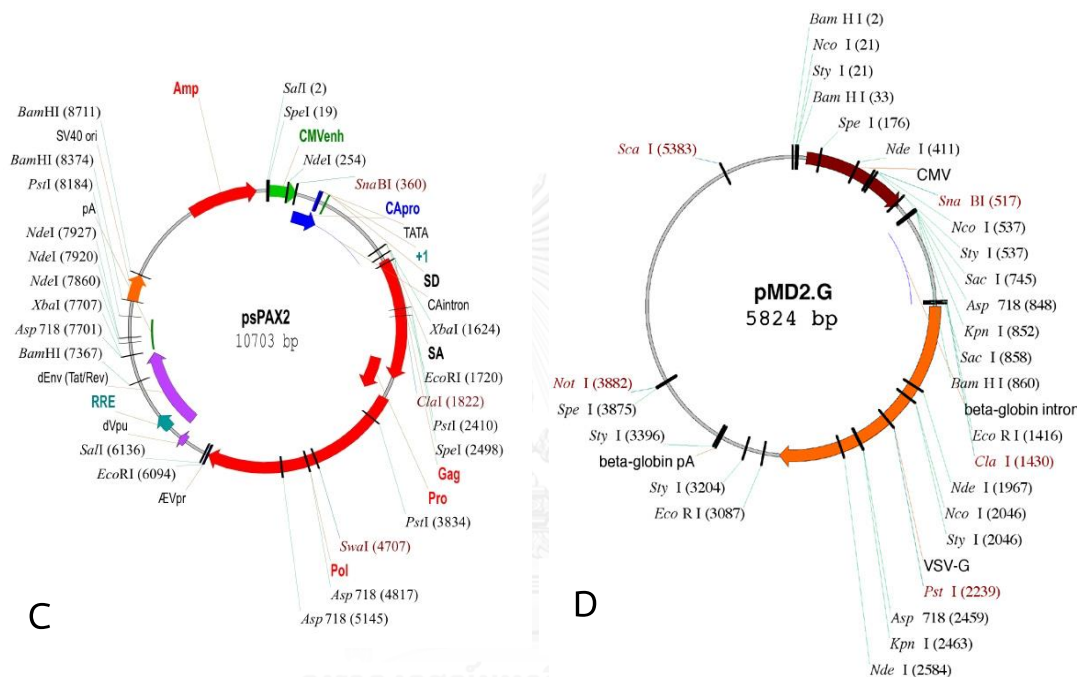 Amp
SalI (2)
SpeI (19)
CMVenh
NdeI (254)
SnaBI (360)
CApro
TATA
+1
SD
CAintron
XbaI (1624)
SA
EcoRI (1720)
ClaI (1822)
PstI (2410)
SpeI (2498)
Gag
Pro
PstI (3834)
SwaI (4707)
Pol
Asp718 (4817)
Asp718 (5145)
ÆVpr
EcoRI (6094)
SalI (6136)
dVpu
RRE
dEnv (Tat/Rev)
BamHI (7367)
Asp718 (7701)
XbaI (7707)
NdeI (7860)
NdeI (7920)
NdeI (7927)
pA
PstI (8184)
BamHI (8374)
SV40 ori
BamHI (8711)
psPAX2
10703 bp
C
Bam H I (2)
Nco I (21)
Sty I (21)
Bam H I (33)
Spe I (176)
Nde I (411)
CMV
Sna BI (517)
Nco I (537)
Sty I (537)
Sac I (745)
Asp 718 (848)
Kpn I (852)
Sac I (858)
Bam H I (860)
beta-globin intron
Eco R I (1416)
Cla I (1430)
Nde I (1967)
Nco I (2046)
Sty I (2046)
VSV-G
Pst I (2239)
Asp 718 (2459)
Kpn I (2463)
Nde I (2584)
Eco R I (3087)
Sty I (3204)
beta-globin pA
Sty I (3396)
Spe I (3875)
Not I (3882)
Sca I (5383)
pMD2.G
5824 bp
D